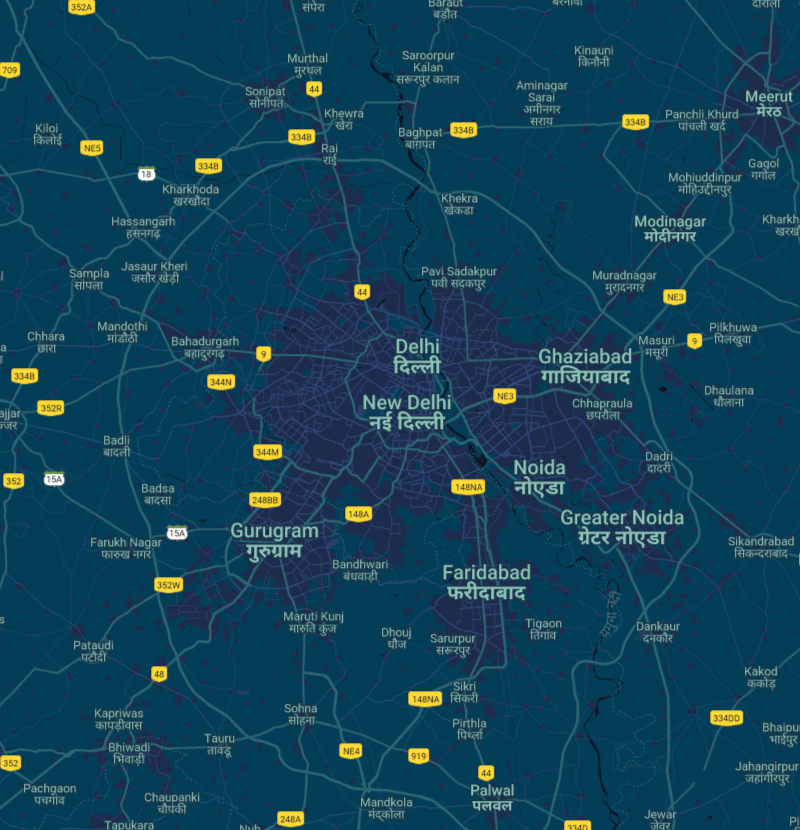 352A
संपेरा
Baraut
बड़ौत
709
Murthal
मुरथल
44
Saroorpur
Kalan
सरूरपुर कलान
Kinauni
किनौनी
Sonipat
सोनीपत
Aminagar
Sarai
अमीनगर
सराय
Meerut
मेरठ
Khewra
खेरा
Panchli Khurd
पांचली खुर्द
Kiloi
किलोई
NE5
334B
Rai
राई
Baghpat
बाग़पत
334B
334B
18
334B
Kharkhoda
खरखौदा
Gagol
गगोल
Mohiuddinpur
मोहिउद्दीनपुर
Khekra
खेकडा
Hassangarh
हसनगढ़
Modinagar
मोदीनगर
Sampla
सांपला
Jasaur Kheri
जसौर खेड़ी
Pavi Sadakpur
पवी सदकपुर
Muradnagar
मुरादनगर
44
NE3
Chhara
छारा
Mandothi
मांडोठी
Bahadurgarh
बहादुरगढ़
9
Delhi
दिल्ली
Ghaziabad
गाजियाबाद
Masuri
मसूरी
9
Pilkhuwa
पिलखुवा
334B
344N
352R
New Delhi
नई दिल्ली
NE3
Chhapraula
छपरौला
Dhaulana
धौलाना
Badli
बादली
344M
Dadri
दादरी
352
15A
Badsa
बादसा
248BB
148NA
Noida
नोएडा
148A
Greater Noida
ग्रेटर नोएडा
15A
Gurugram
गुरुग्राम
Farukh Nagar
फारुख नगर
Sikandrabad
सिकन्दराबाद
352W
Bandhwari
बंधवाड़ी
Faridabad
फरीदाबाद
यमुना नदी
Maruti Kunj
मारुति कुंज
Dhouj
धौज
Sarurpur
सरूरपुर
Tigaon
तिगांव
Dankaur
दनकौर
Pataudi
पटौदी
48
Sikri
सिकरी
148NA
Kakod
ककोड़
Kapriwas
कापड़ीवास
Sohna
सोहना
Pirthla
पिर्थ्ला
334DD
Bhiwadi
भिवाड़ी
Tauru
तावडू
NE4
919
44
352
Jahangirpur
जहांगीरपुर
Pachgaon
पचगांव
Chaupanki
चौपंकी
Palwal
पलवल
Mandkola
मंद्कोला
Tapukara
248A
Jewar
जेवर
334D